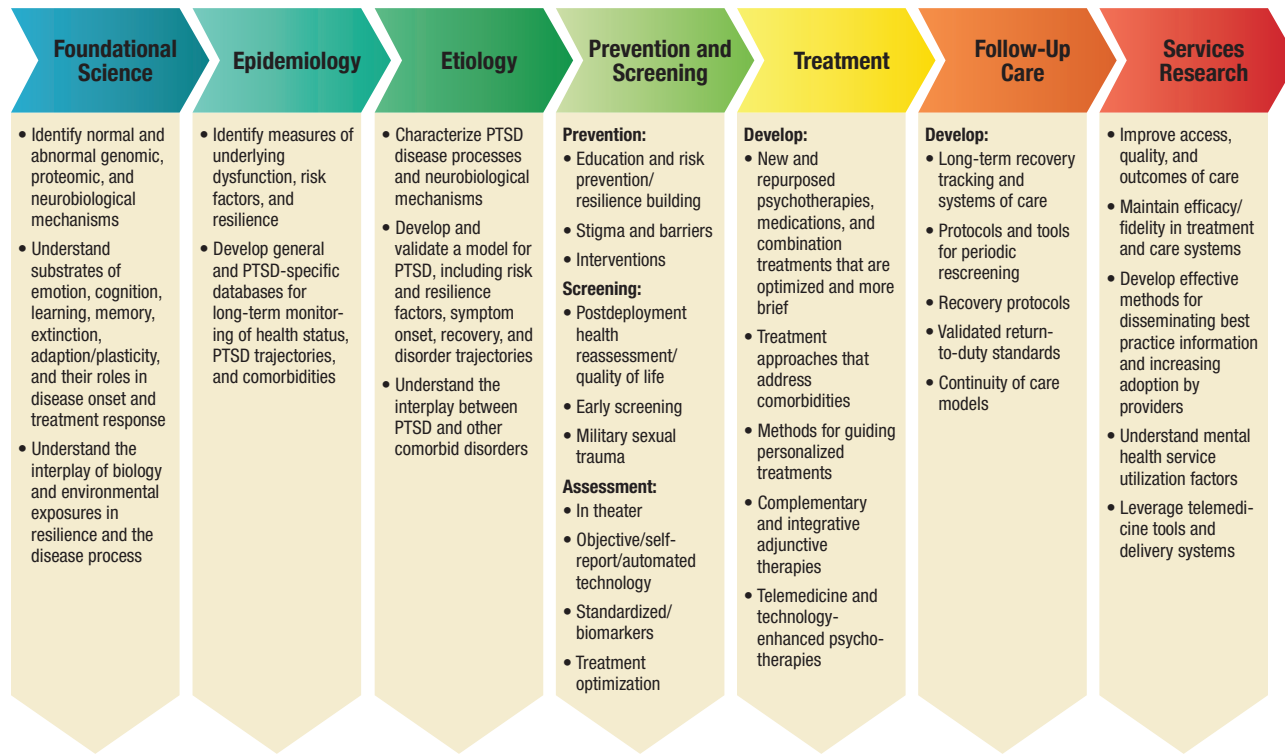 Foundational
Science
Epidemiology
Etiology
Prevention and
Screening
Treatment
Follow-Up
Care
Services
Research
• Identify normal and
abnormal genomic,
proteomic, and
neurobiological
mechanisms
• Understand
substrates of
emotion, cognition,
learning, memory,
extinction,
adaption/plasticity,
and their roles in
disease onset and
treatment response
• Understand the
interplay of biology
and environmental
exposures in
resilience and the
disease process
• Identify measures of
underlying
dysfunction, risk
factors, and
resilience
• Develop general
and PTSD-specific
databases for
long-term monitor-
ing of health status,
PTSD trajectories,
and comorbidities
• Characterize PTSD
disease processes
and neurobiological
mechanisms
• Develop and
validate a model for
PTSD, including risk
and resilience
factors, symptom
onset, recovery, and
disorder trajectories
• Understand the
interplay between
PTSD and other
comorbid disorders
Prevention:
• Education and risk
prevention/
resilience building
• Stigma and barriers
• Interventions
Screening:
• Postdeployment
health
reassessment/
quality of life
• Early screening
• Military sexual
trauma
Assessment:
• In theater
• Objective/self-
report/automated
technology
• Standardized/
biomarkers
• Treatment
optimization
Develop:
• New and
repurposed
psychotherapies,
medications, and
combination
treatments that are
optimized and more
brief
• Treatment
approaches that
address
comorbidities
• Methods for guiding
personalized
treatments
• Complementary
and integrative
adjunctive
therapies
• Telemedicine and
technology-
enhanced psycho-
therapies
Develop:
• Long-term recovery
tracking and
systems of care
• Protocols and tools
for periodic
rescreening
• Recovery protocols
• Validated return-
to-duty standards
• Continuity of care
models
• Improve access,
quality, and
outcomes of care
• Maintain efficacy/
fidelity in treatment
and care systems
• Develop effective
methods for
disseminating best
practice information
and increasing
adoption by
providers
• Understand mental
health service
utilization factors
• Leverage telemedi-
cine tools and
delivery systems